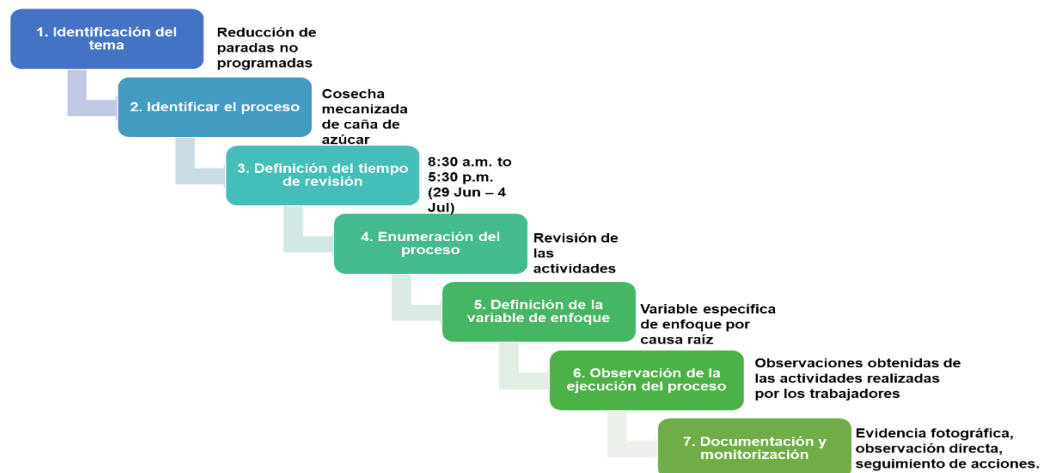 1. Identificación del
tema
Reducción de
paradas no
programadas
2. Identificar el proceso
Cosecha
mecanizada
de caña de
azúcar
3. Definición del tiempo
de revisión
8:30 a.m. to
5:30 p.m.
(29 Jun – 4
Jul)
4. Enumeración del
proceso
Revisión de
las
actividades
5. Definición de la
variable de enfoque
Variable específica
de enfoque por
causa raíz
6. Observación de la
ejecución del proceso
Observaciones obtenidas de
las actividades realizadas
por los trabajadores
7. Documentación y
monitorización
Evidencia fotográfica,
observación directa,
seguimiento de acciones.